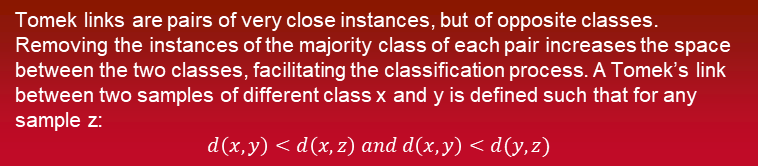 Tomek links are pairs of very close instances, but of opposite classes.
Removing the instances of the majority class of each pair increases the space
between the two classes, facilitating the classification process. A Tomek's link
between two samples of different class x and y is defined such that for any
sample z:
d(x,y) < d(x,z) and d(x,y) < d(y,z)